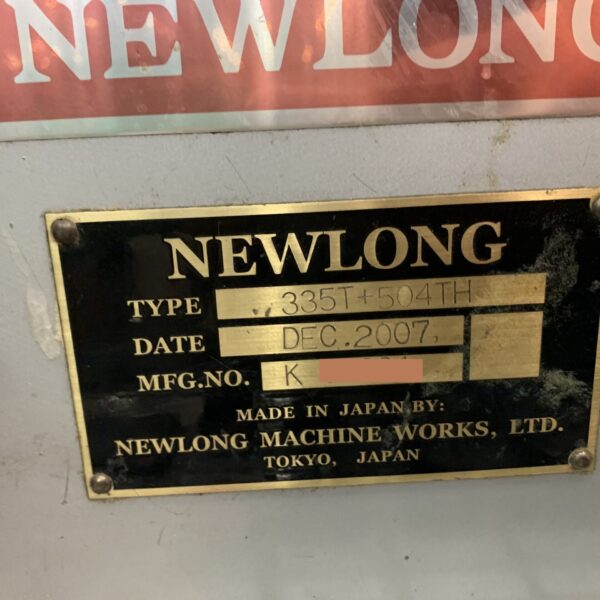 NEWLONG
NEWLONG
TYPE 335T+504TH
DATE DEC.2007,
MFG.NO. K
MADE IN JAPAN BY:
NEWLONG MACHINE WORKS, LTD.
TOKYO, JAPAN